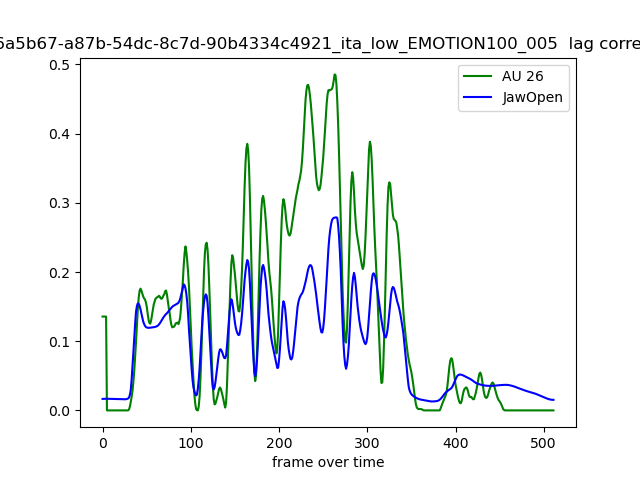 6a5b67-a87b-54dc-8c7d-90b4334c4921_ita_low_EMOTION100_005 lag corre
AU 26
JawOpen
0.5
0.4
0.3
0.2
0.1
0.0
0 100 200 300 400 500
frame over time